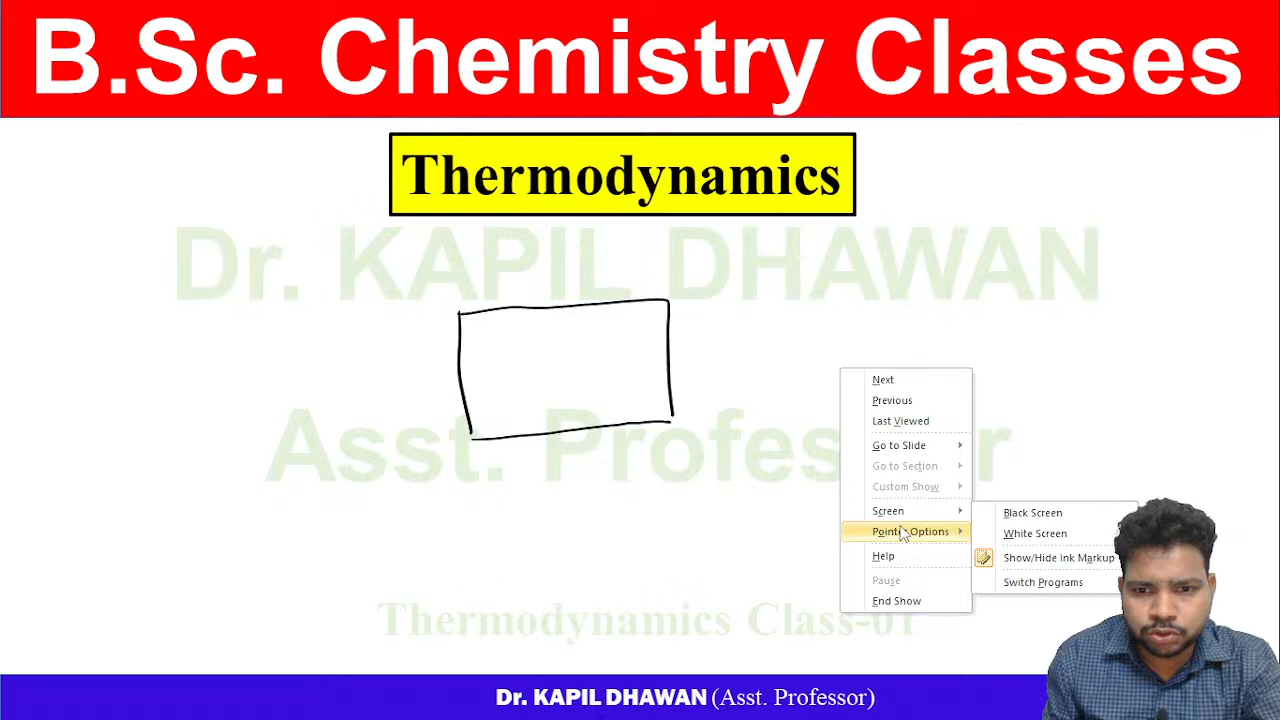 B.Sc. Chemistry Classes
Thermodynamics
Dr. KAPIL DHAWAN
Asst. Professor
Next
Previous
Last Viewed
Go to Slide
Go to Section
Custom Show
Screen
Pointer Options
Help
Pause
End Show
Black Screen
White Screen
Show/Hide Ink Markup
Switch Programs
Thermodynamics Class-01
Dr. KAPIL DHAWAN (Asst. Professor)